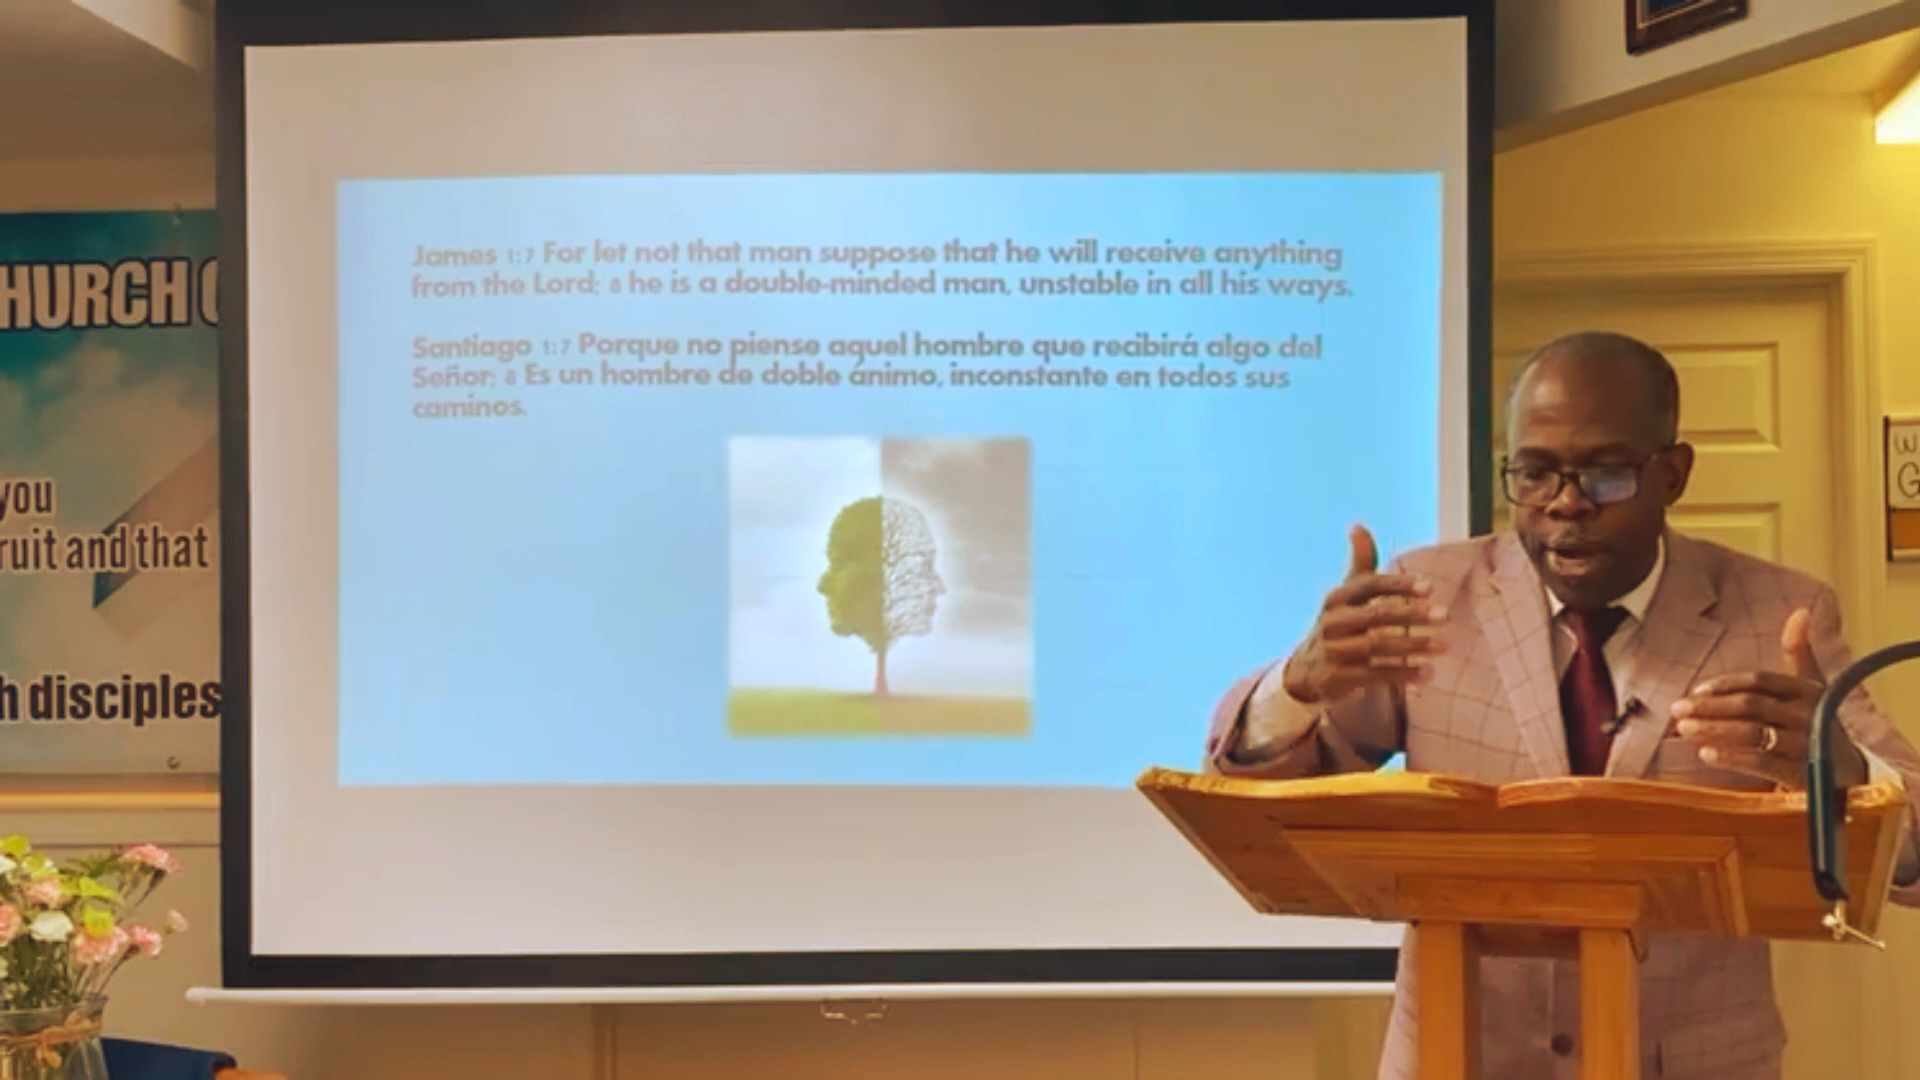 HURCH
you
ruit and that
h disciples
James 1:7 For let not that man suppose that he will receive anything
from the Lord; 8 he is a double-minded man, unstable in all his ways.
Santiago 1:7 Porque no piense aquel hombre que recibirá algo del
Señor: 8 Es un hombre de doble ánimo, inconstante en todos sus
caminos.
W
G